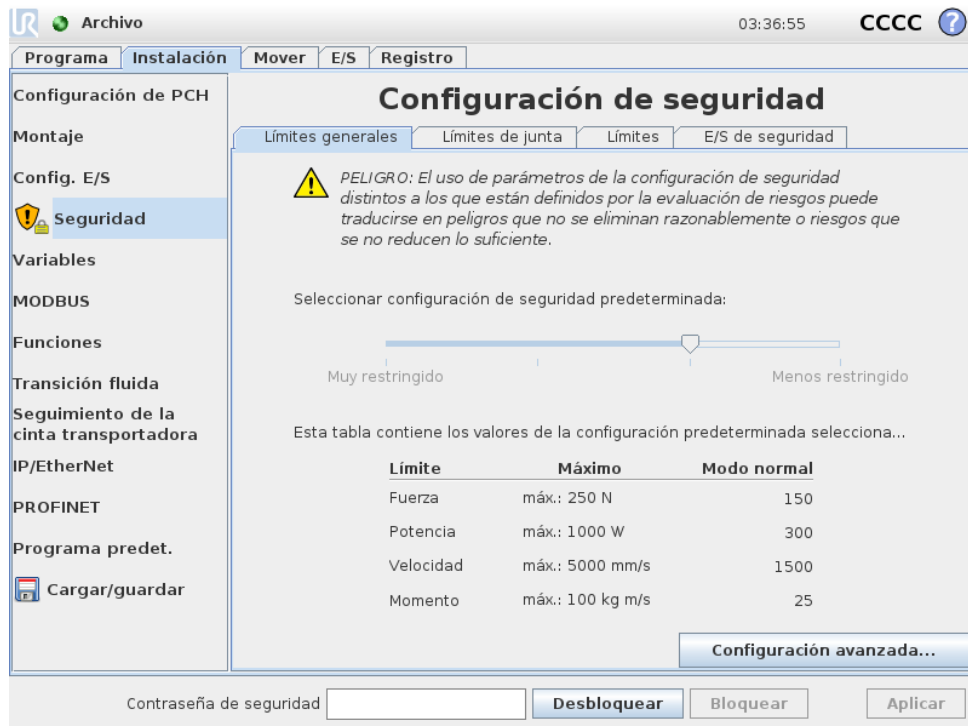 UR Archivo 03:36:55 CCCC ?
Programa Instalación Mover E/S Registro
Configuración de PCH
Montaje
Config. E/S
Seguridad
Variables
MODBUS
Funciones
Transición fluida
Seguimiento de la
cinta transportadora
IP/EtherNet
PROFINET
Programa predet.
Cargar/guardar
Configuración de seguridad
Límites generales Límites de junta Límites E/S de seguridad
PELIGRO: El uso de parámetros de la configuración de seguridad
distintos a los que están definidos por la evaluación de riesgos puede
traducirse en peligros que no se eliminan razonablemente o riesgos que
se no reducen lo suficiente.
Seleccionar configuración de seguridad predeterminada:
Muy restringido Menos restringido
Esta tabla contiene los valores de la configuración predeterminada selecciona...
Límite Máximo Modo normal
Fuerza máx.: 250 N 150
Potencia máx.: 1000 W 300
Velocidad máx.: 5000 mm/s 1500
Momento máx.: 100 kg m/s 25
Configuración avanzada...
Contraseña de seguridad Desbloquear Bloquear Aplicar